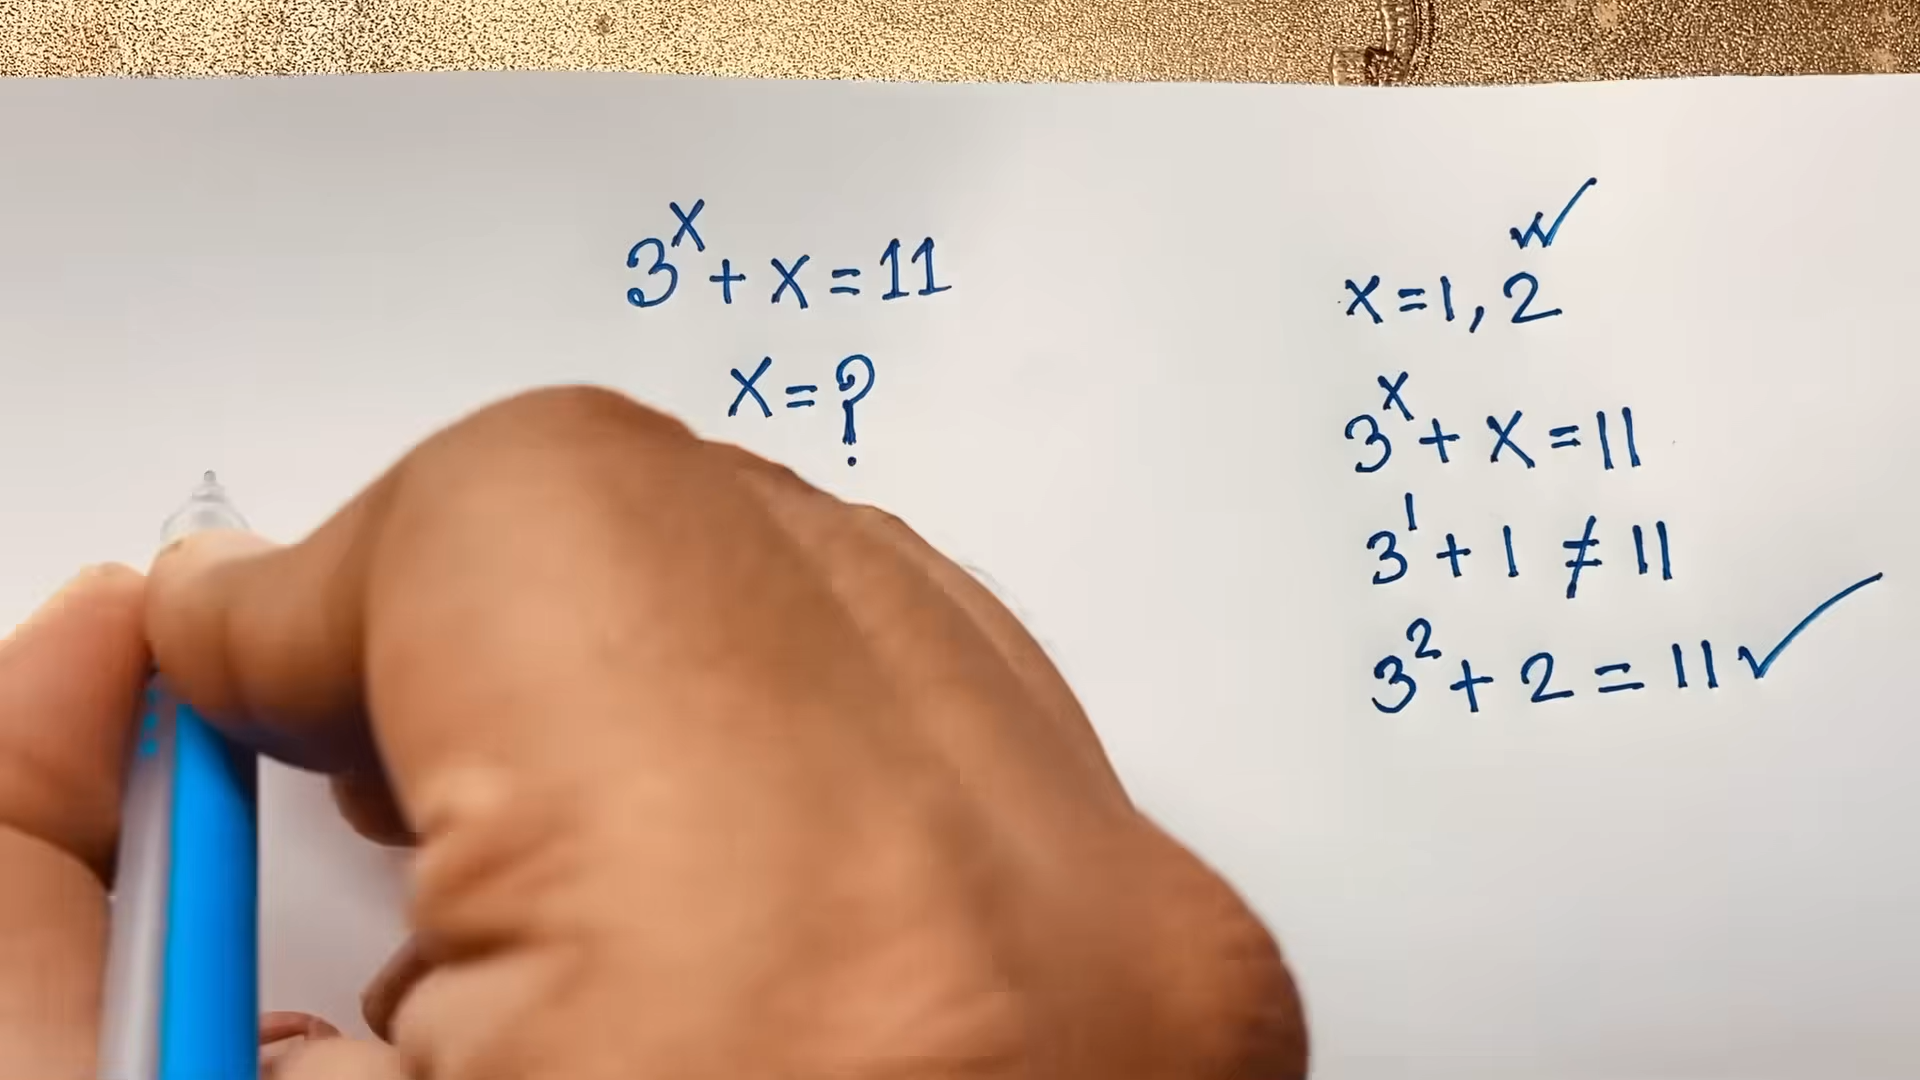 3^x + x = 11
x = ?
x = 1, 2 ✓
3^x + x = 11
3^1 + 1 ≠ 11
3^2 + 2 = 11 ✓